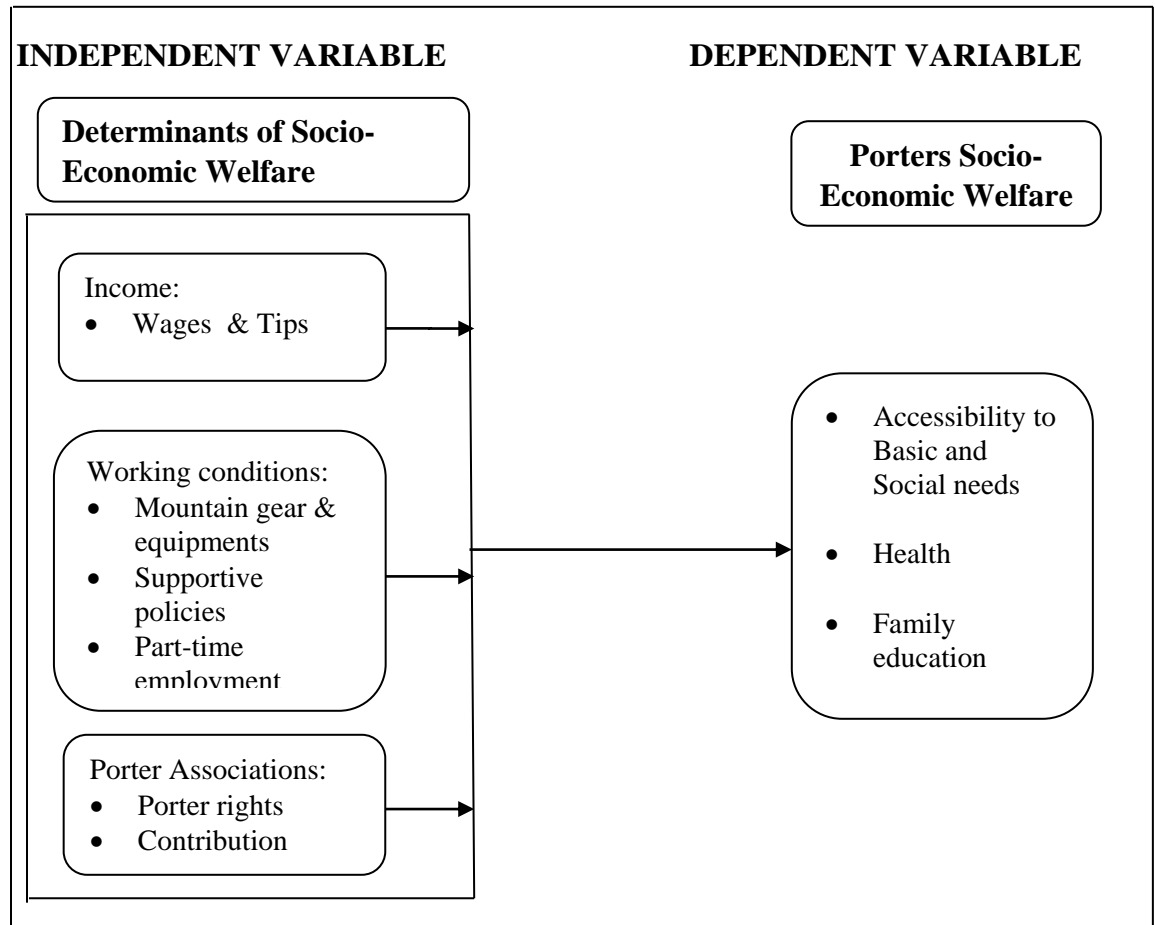 INDEPENDENT VARIABLE
DEPENDENT VARIABLE
Determinants of Socio-
Economic Welfare
Porters Socio-
Economic Welfare
Income:
• Wages & Tips
Working conditions:
• Mountain gear &
equipments
• Supportive
policies
• Part-time
employment
Porter Associations:
• Porter rights
• Contribution
• Accessibility to
Basic and
Social needs
• Health
• Family
education